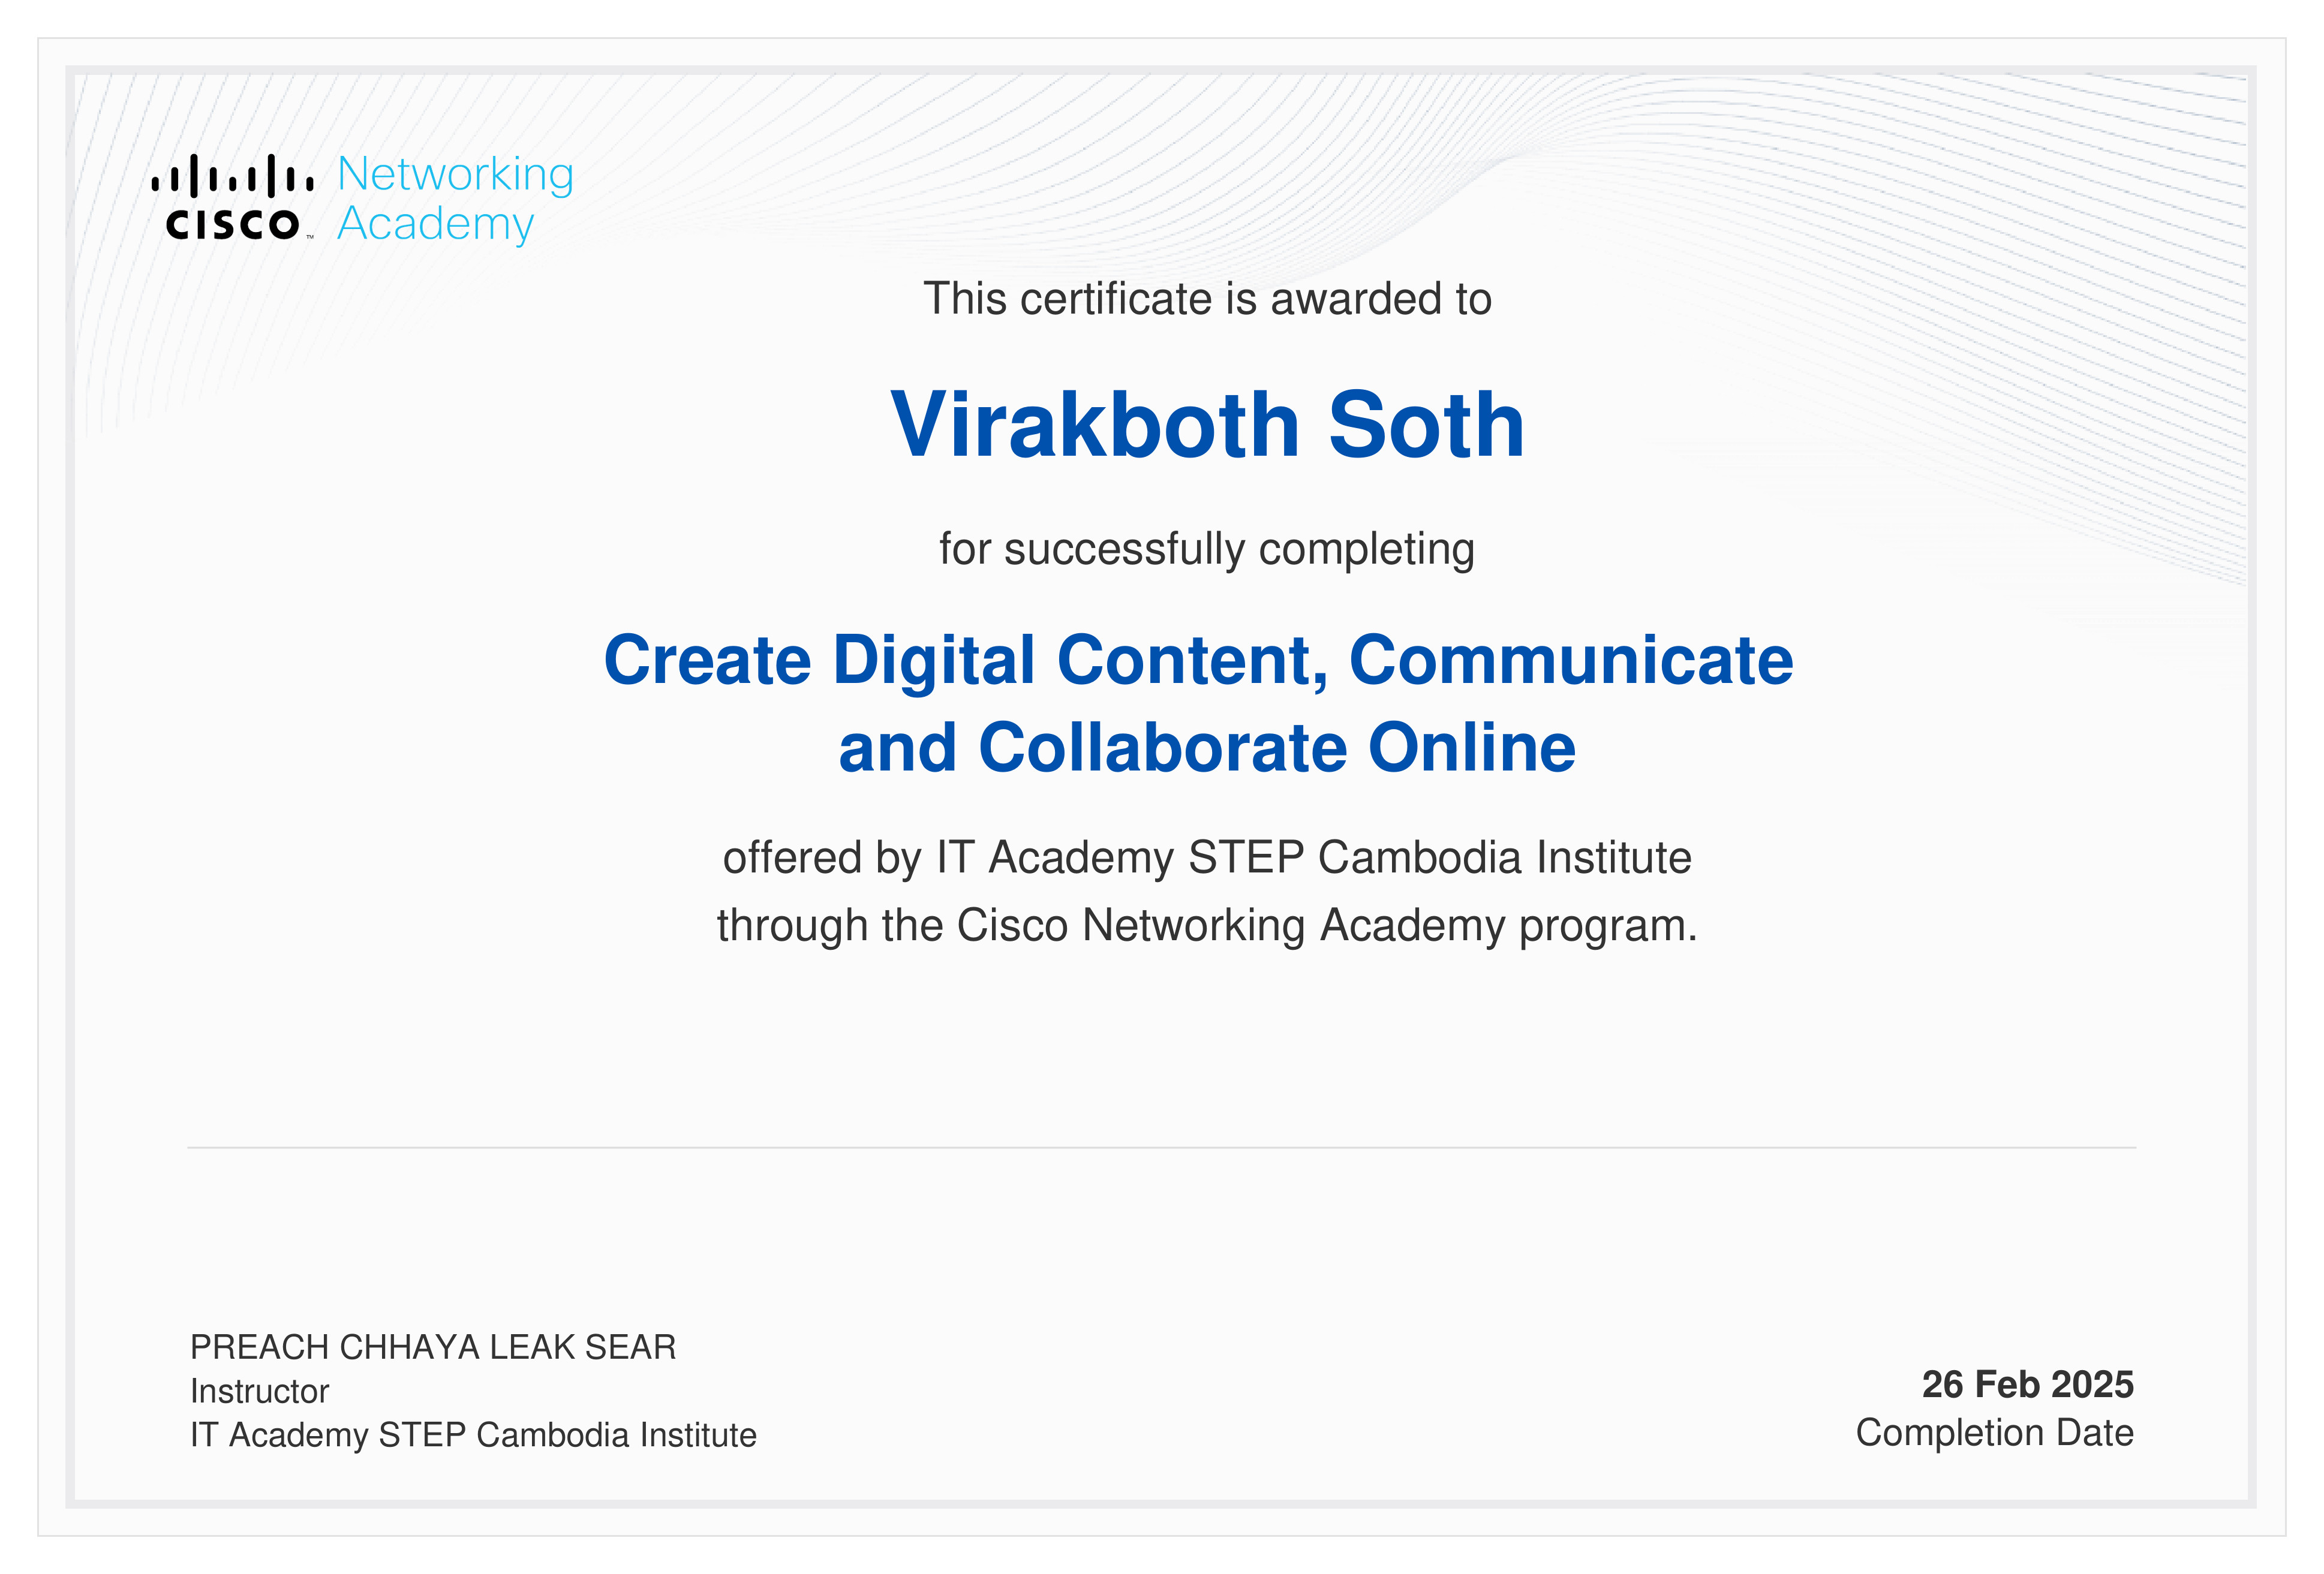 CISCO™
Networking
Academy
This certificate is awarded to
Virakboth Soth
for successfully completing
Create Digital Content, Communicate
and Collaborate Online
offered by IT Academy STEP Cambodia Institute
through the Cisco Networking Academy program.
PREACH CHHAYA LEAK SEAR
Instructor
IT Academy STEP Cambodia Institute
26 Feb 2025
Completion Date